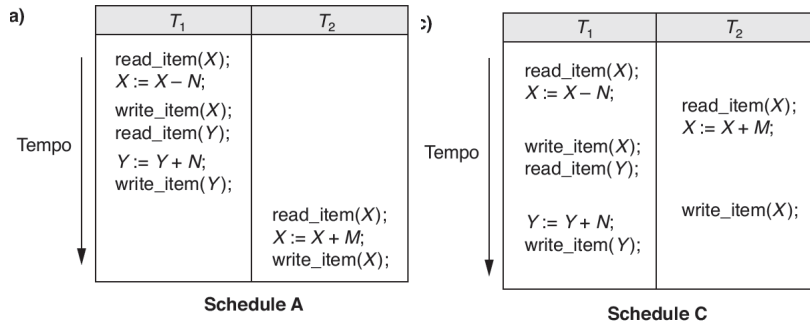 a)
T1
T2
read_item(X);
X := X – N;
write_item(X);
read_item(Y);
Y := Y + N;
write_item(Y);
read_item(X);
X := X + M;
write_item(X);
Tempo
Schedule A
c)
T1
T2
read_item(X);
X := X – N;
read_item(X);
X := X + M;
write_item(X);
read_item(Y);
write_item(X);
Y := Y + N;
write_item(Y);
Tempo
Schedule C